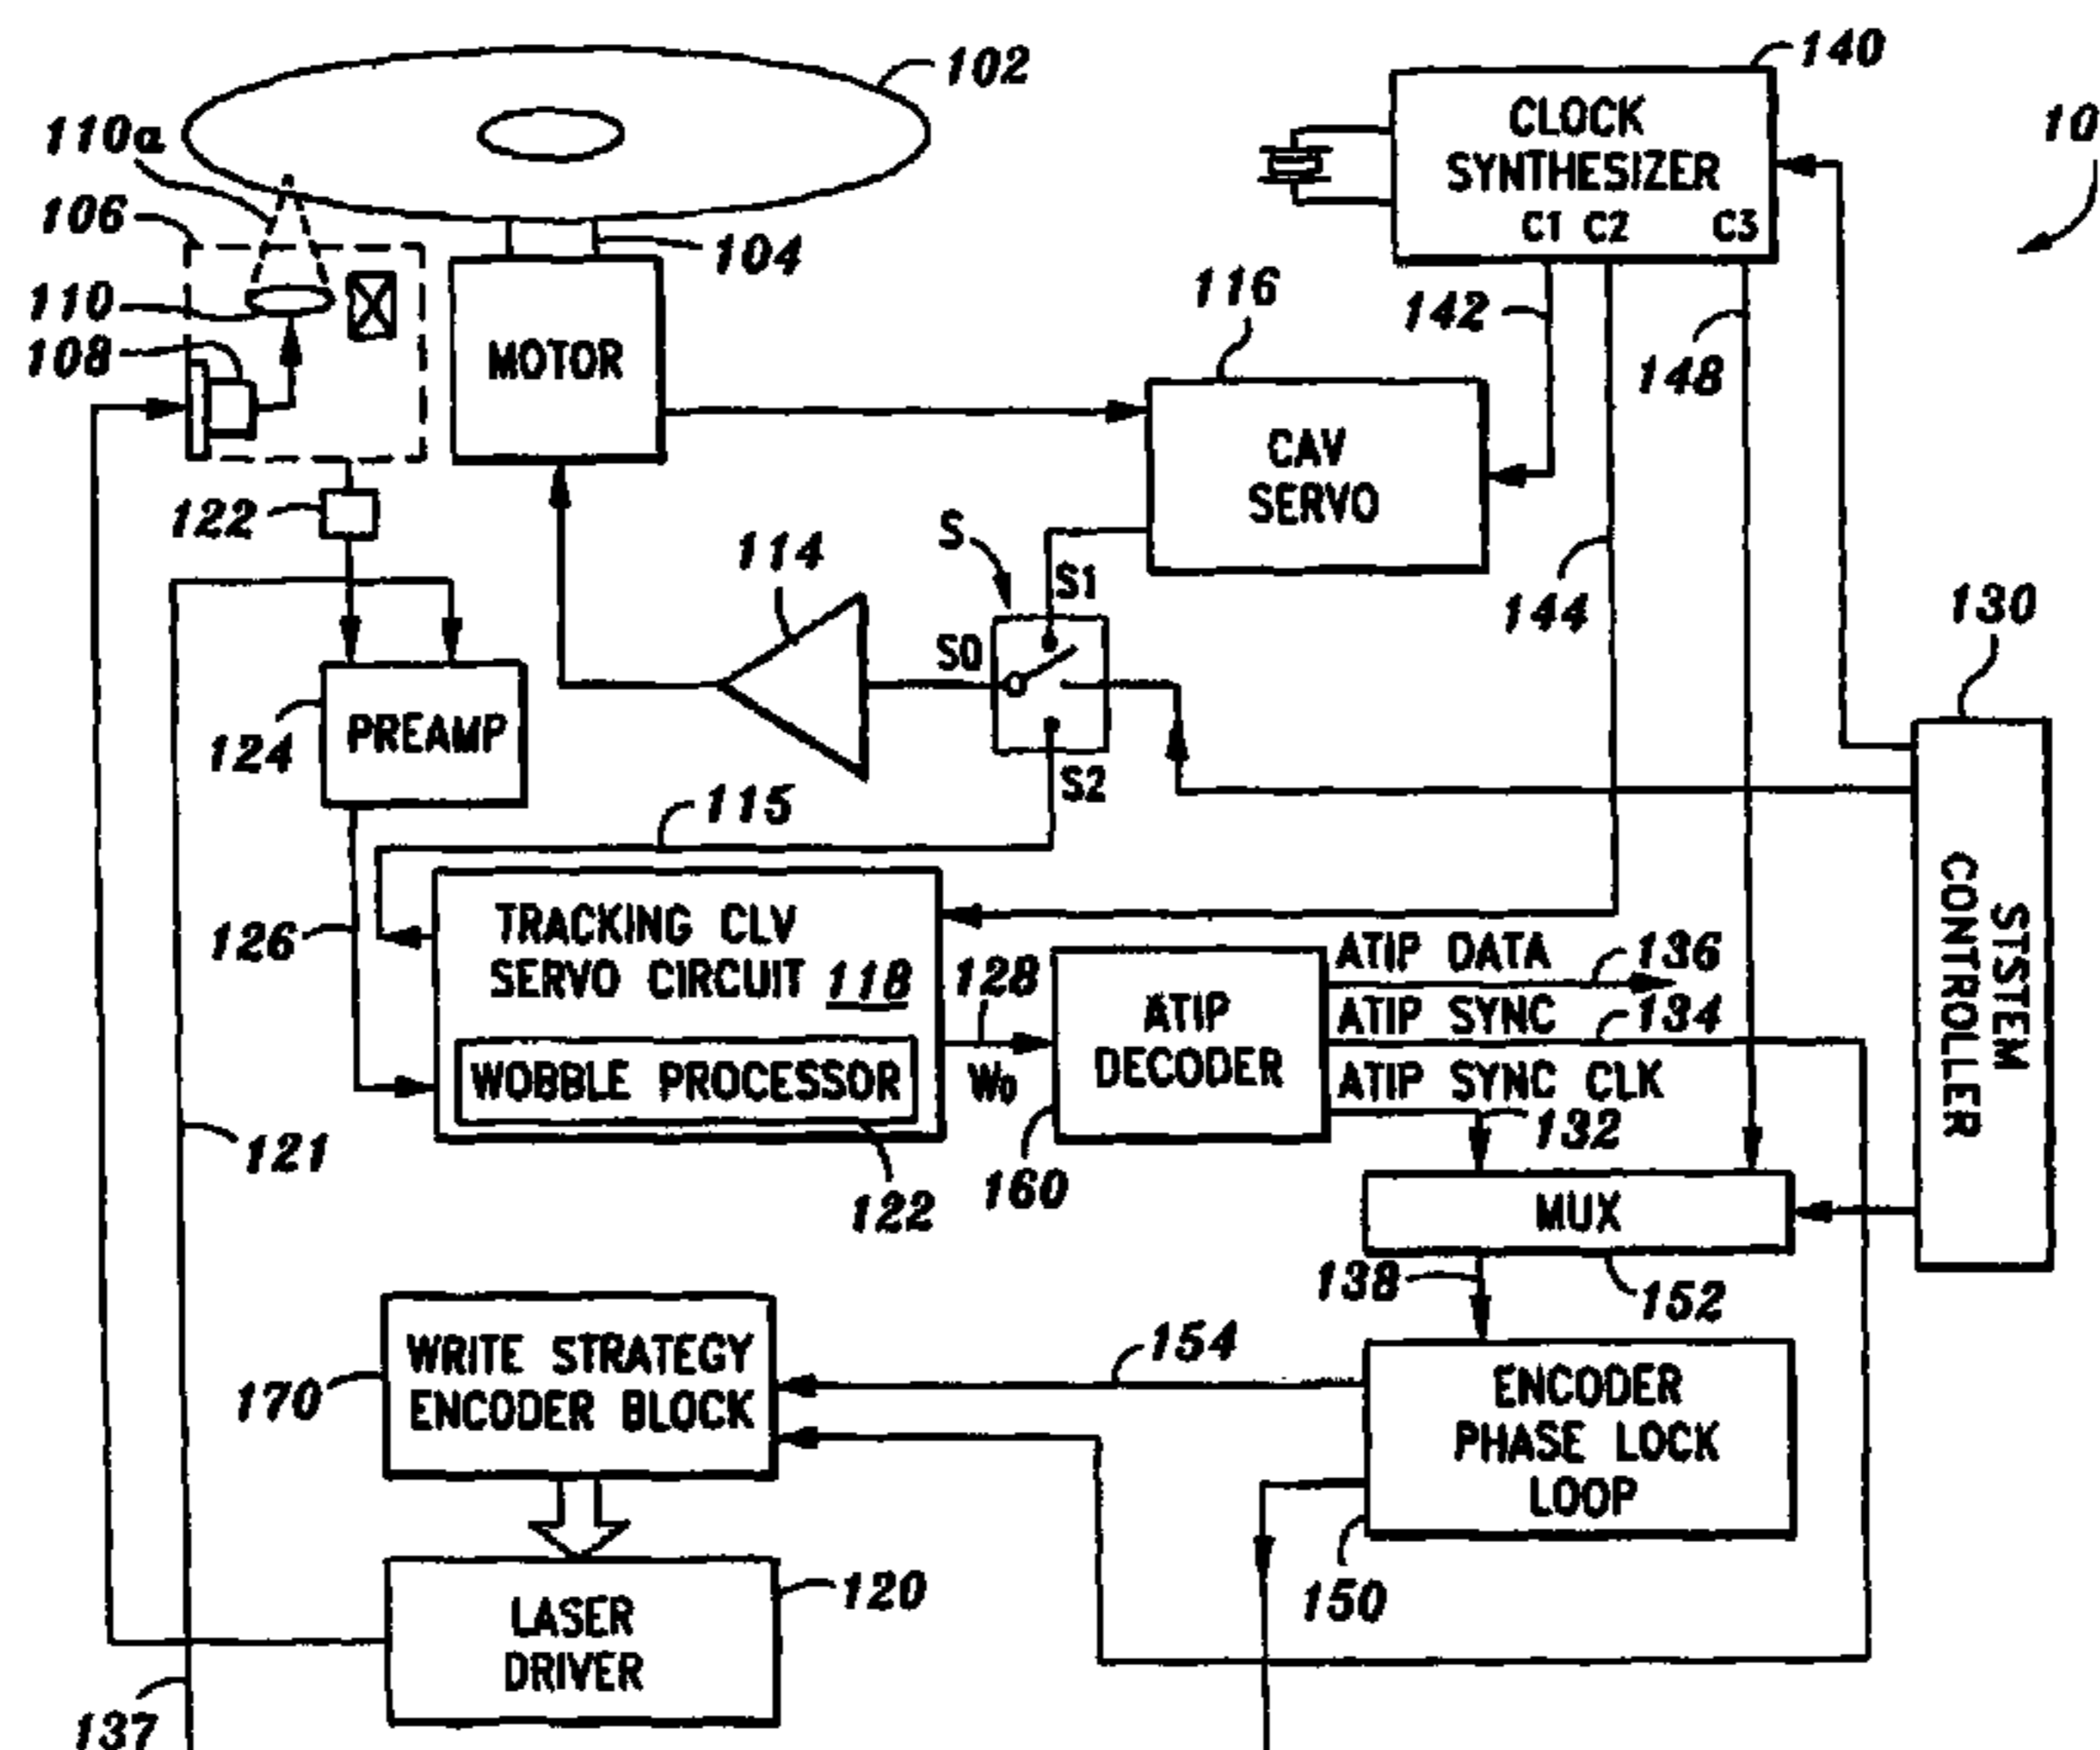 102
140
10
110a
CLOCK
SYNTHESIZER
C1 C2 C3
106
104
110
108
116
142
148
MOTOR
CAV
SERVO
122
114
S
S1
144
130
S0
PREAMP
124
S2
115
SYSTEM
CONTROLLER
126
TRACKING CLV
SERVO CIRCUIT 118
128
ATIP DATA
136
ATIP
DECODER
ATIP SYNC
134
WOBBLE PROCESSOR
W0
ATIP SYNC CLK
132
121
122
160
MUX
138
152
170
WRITE STRATEGY
ENCODER BLOCK
154
ENCODER
PHASE LOCK
LOOP
150
LASER
DRIVER
120
137